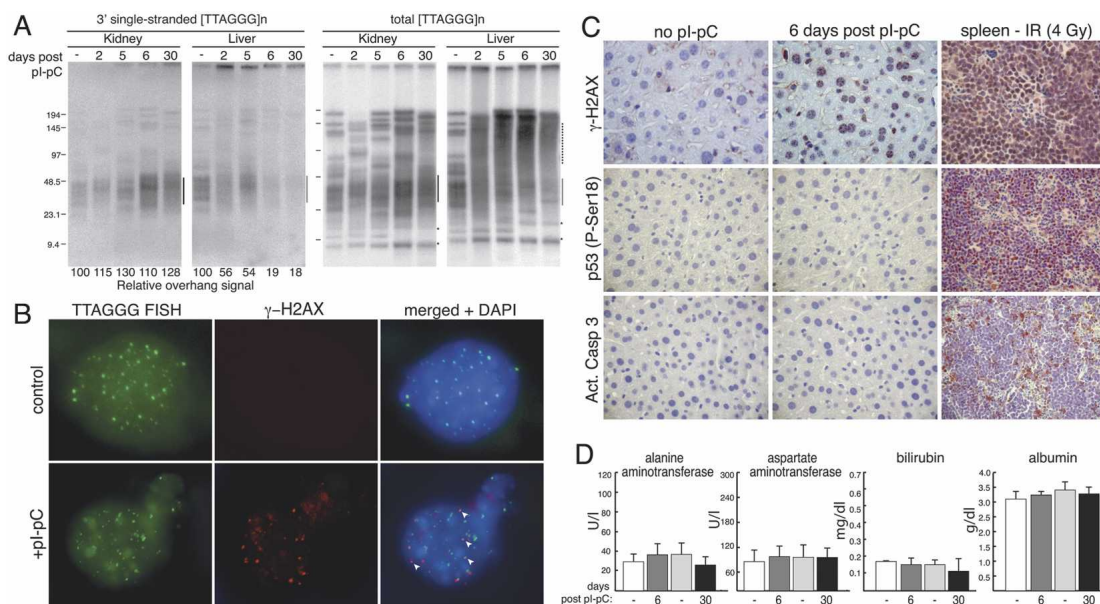 A
3' single-stranded [TTAGGG]n
total [TTAGGG]n
Kidney
Liver
Kidney
Liver
days post pI-pC
- 2 5 6 30
- 2 5 6 30
- 2 5 6 30
- 2 5 6 30
194
145
97
48.5
23.1
9.4
100 115 130 110 128
100 56 54 19 18
Relative overhang signal
B
TTAGGG FISH
γ–H2AX
merged + DAPI
control
+pI-pC
C
no pI-pC
6 days post pI-pC
spleen - IR (4 Gy)
γ-H2AX
p53 (P-Ser18)
Act. Casp 3
D
alanine aminotransferase
U/l
120
100
80
60
40
20
aspartate aminotransferase
U/l
300
240
180
120
60
bilirubin
mg/dl
0.7
0.6
0.5
0.4
0.3
0.2
0.1
albumin
g/dl
4.0
3.5
3.0
2.5
2.0
1.5
1.0
0.5
days post pI-pC:
- 6 - 30
- 6 - 30
- 6 - 30
- 6 - 30